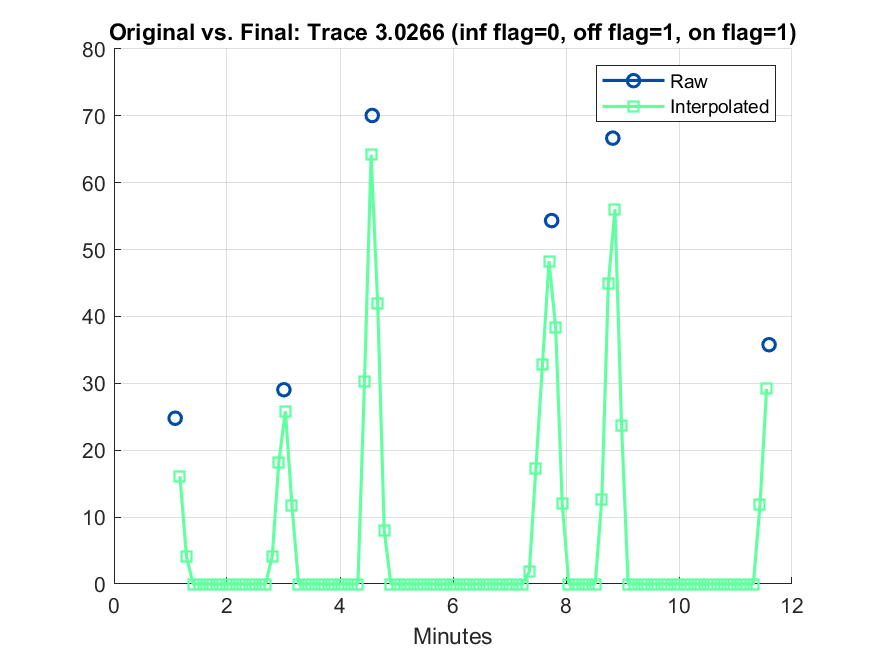 Original vs. Final: Trace 3.0266 (inf flag=0, off flag=1, on flag=1)
80
70
60
50
40
30
20
10
0
Raw
Interpolated
0 2 4 6 8 10 12
Minutes